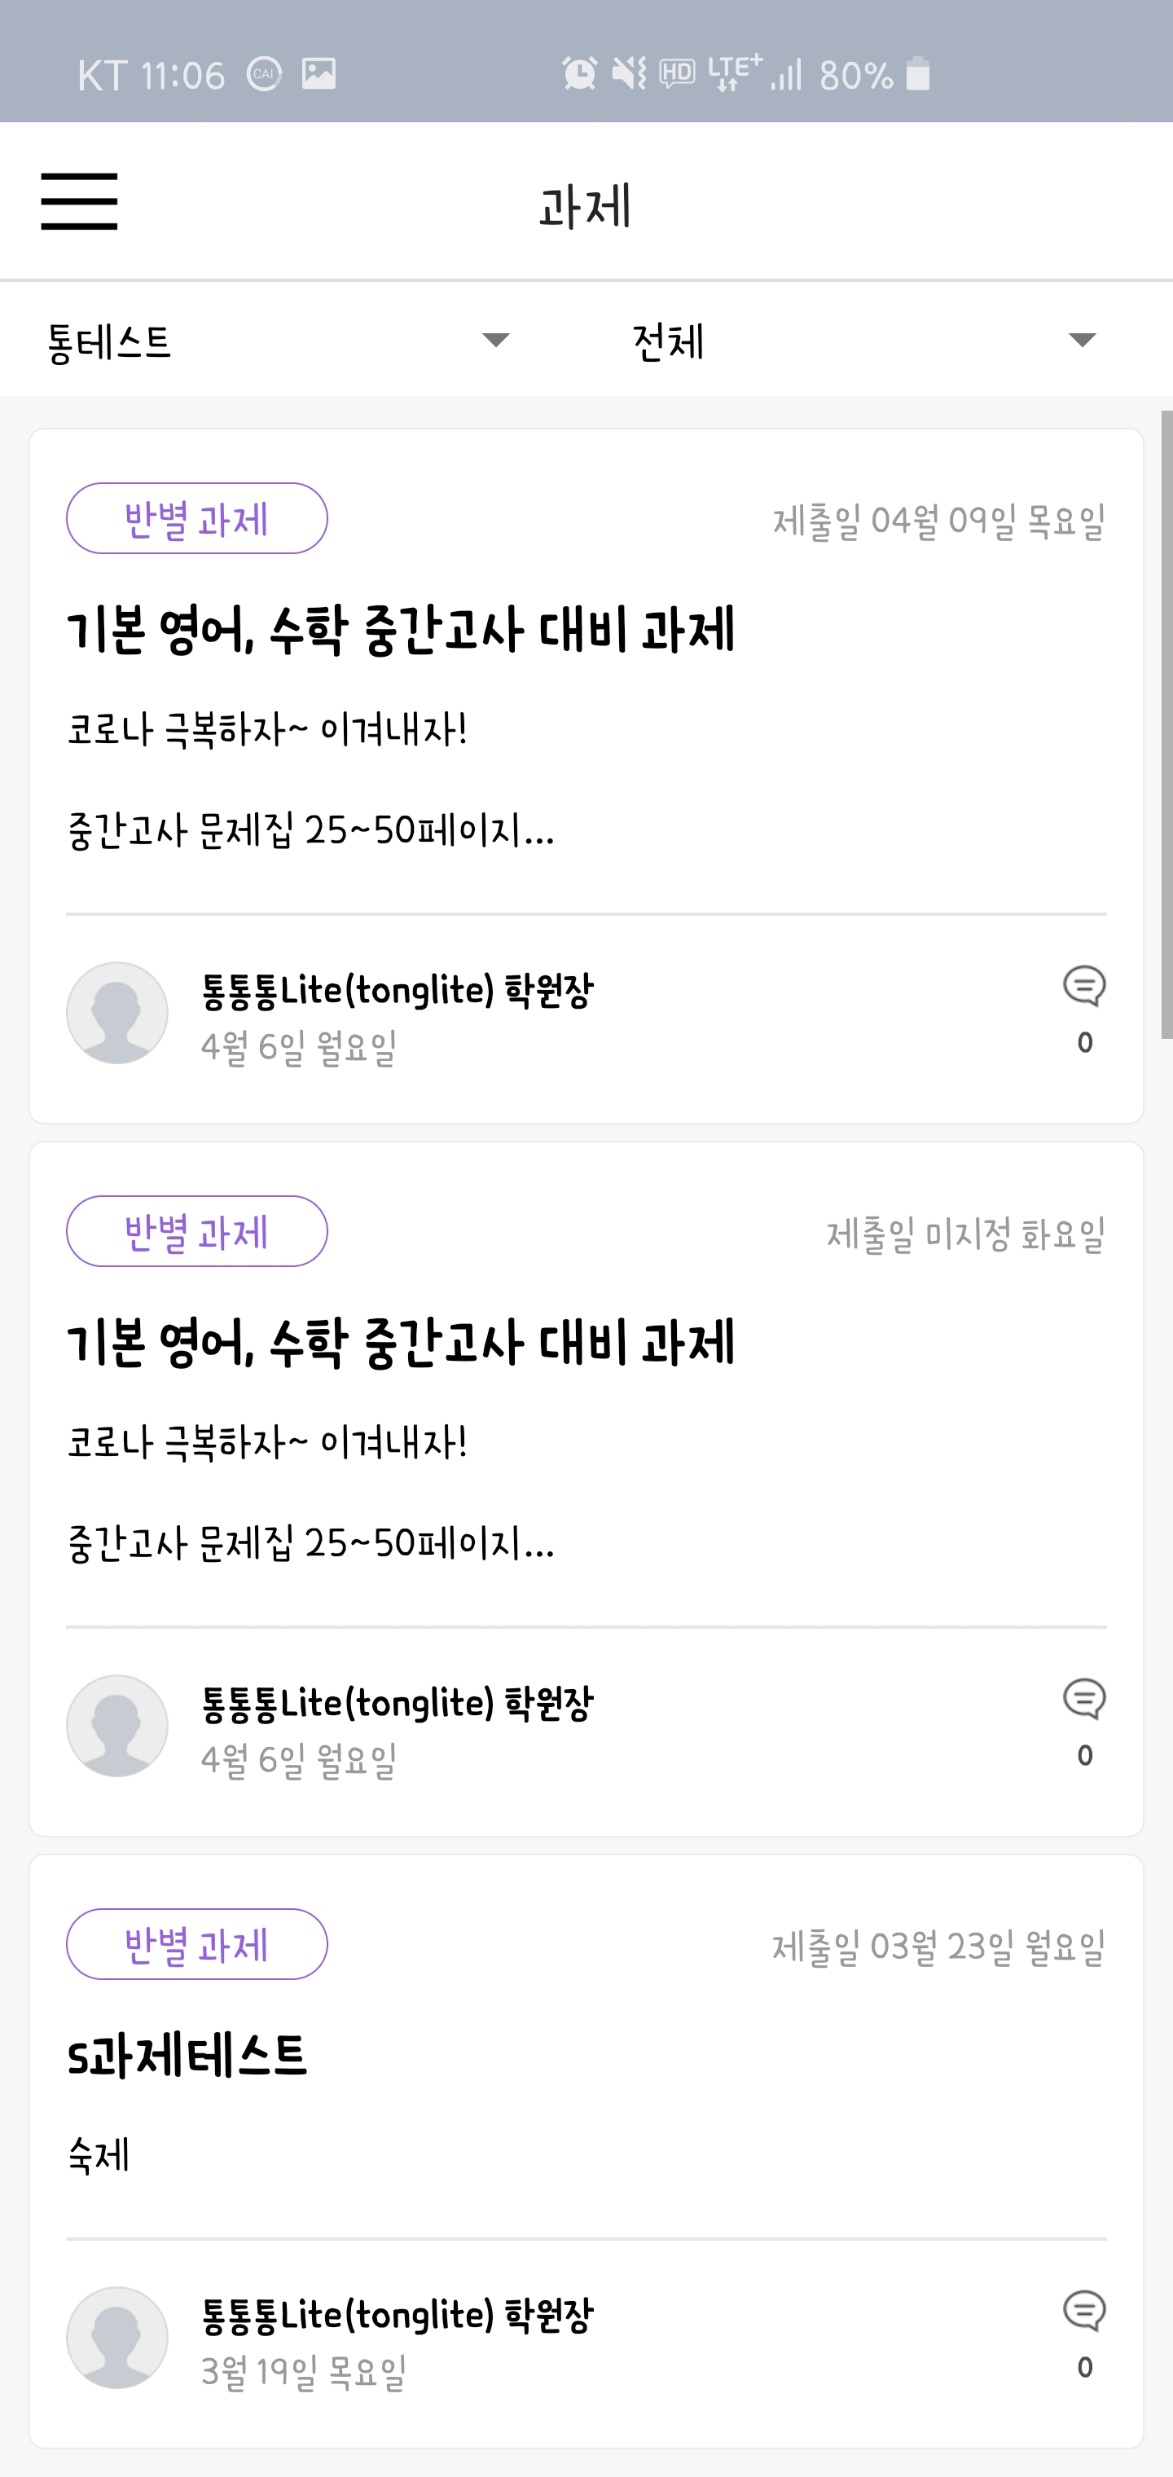 KT 11:06 CAI HD LTE+ 80%
과제
통테스트 전체
반별 과제 제출일 04월 09일 목요일
기본 영어, 수학 중간고사 대비 과제
코로나 극복하자~ 이겨내자!
중간고사 문제집 25~50페이지...
통통통Lite(tonglite) 학원장
4월 6일 월요일 0
반별 과제 제출일 미지정 화요일
기본 영어, 수학 중간고사 대비 과제
코로나 극복하자~ 이겨내자!
중간고사 문제집 25~50페이지...
통통통Lite(tonglite) 학원장
4월 6일 월요일 0
반별 과제 제출일 03월 23일 월요일
s과제테스트
숙제
통통통Lite(tonglite) 학원장
3월 19일 목요일 0